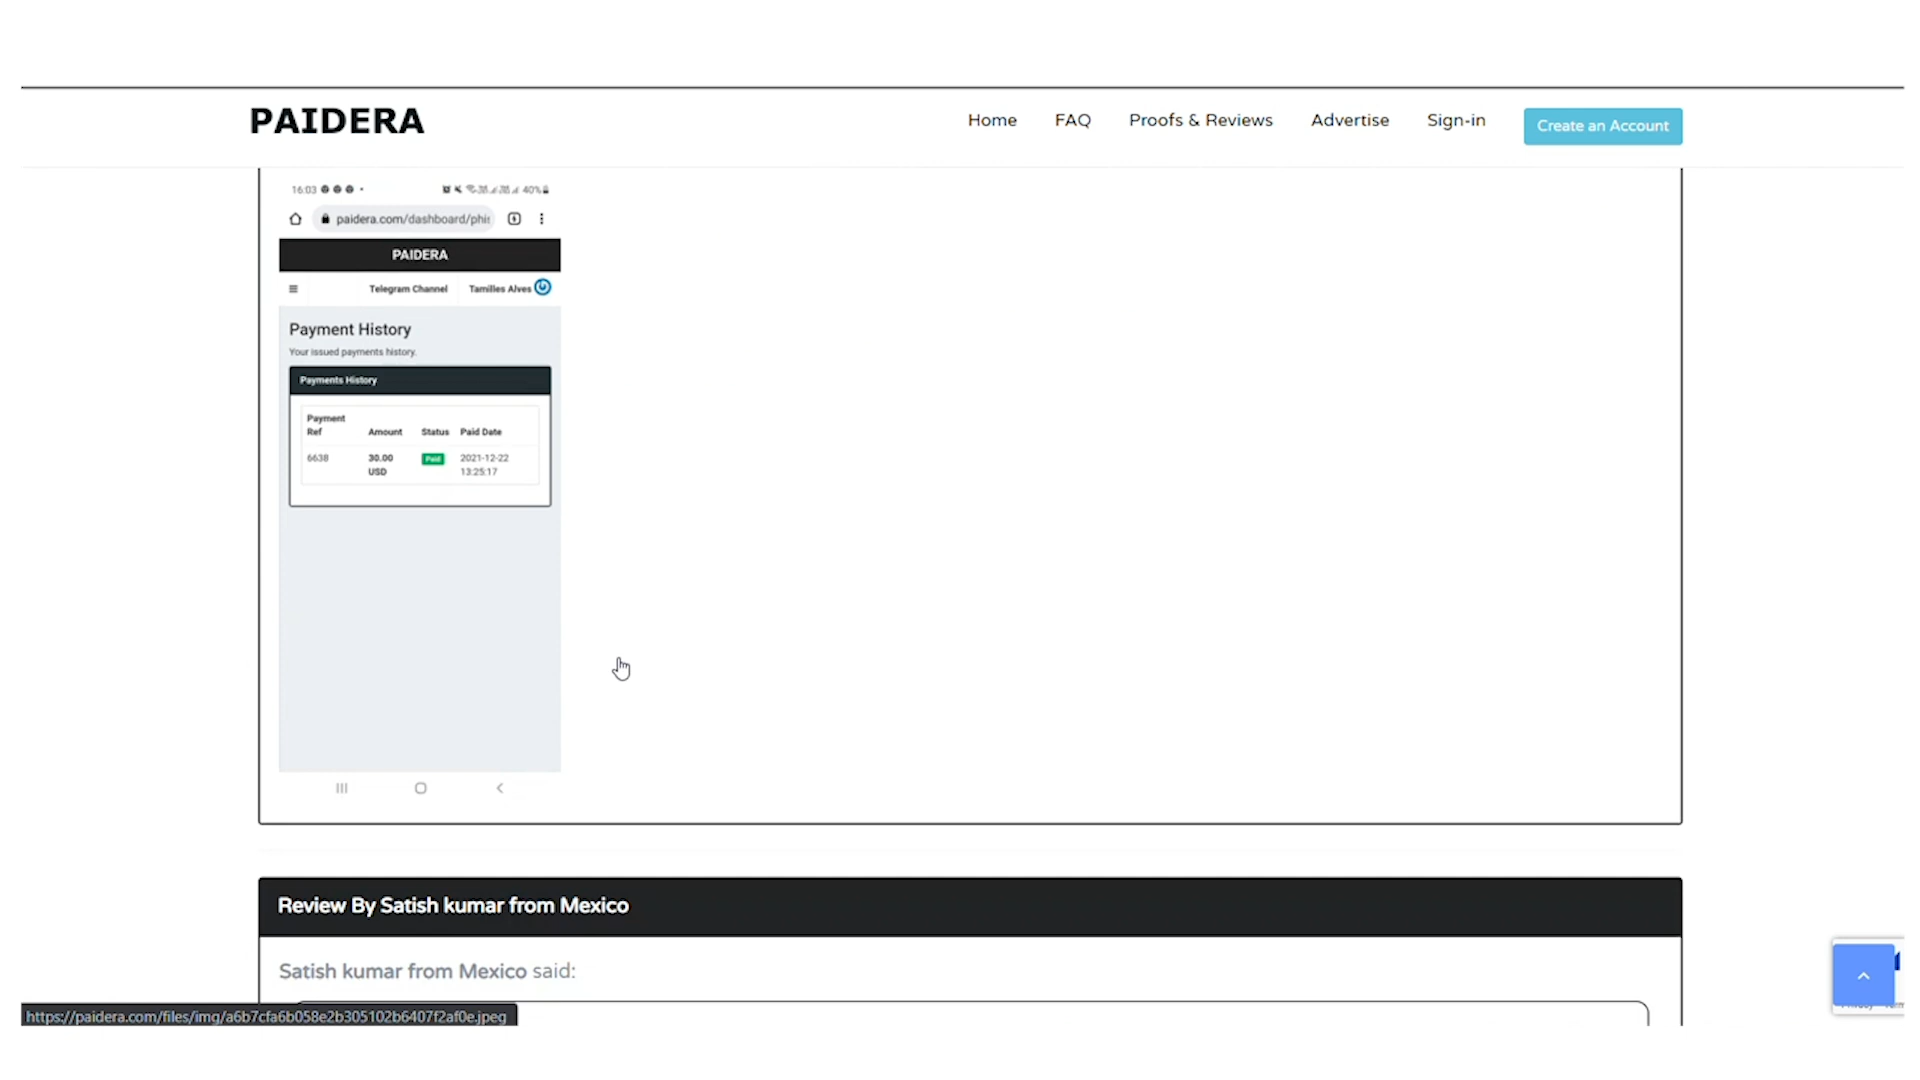 PAIDERA
Home FAQ Proofs & Reviews Advertise Sign-in Create an Account
16:03 40%
paidera.com/dashboard/phis
PAIDERA
Telegram Channel Tamilles Alves
Payment History
Your issued payments history.
Payments History
Payment
Ref Amount Status Paid Date
6638 30.00 Paid 2021-12-22
USD 13:25:17
Review By Satish kumar from Mexico
Satish kumar from Mexico said:
https://paidera.com/files/img/a6b7cfa6b058e2b305102b6407f2af0e.jpeg